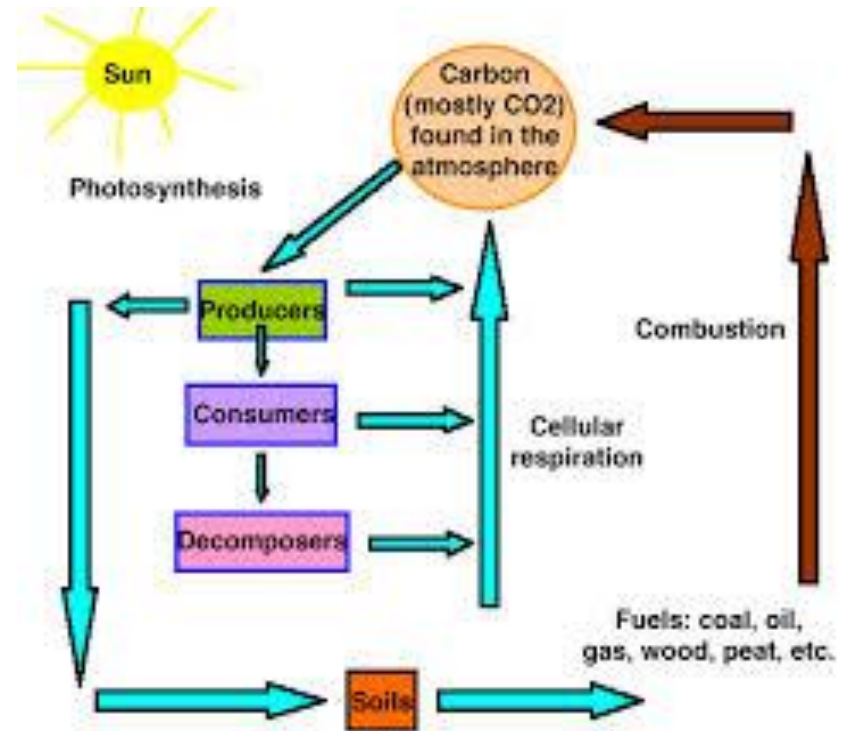 Sun
Carbon
(mostly CO2)
found in the
atmosphere
Photosynthesis
Producers
Combustion
Consumers
Cellular
respiration
Decomposers
Fuels: coal, oil,
gas, wood, peat, etc.
Soils